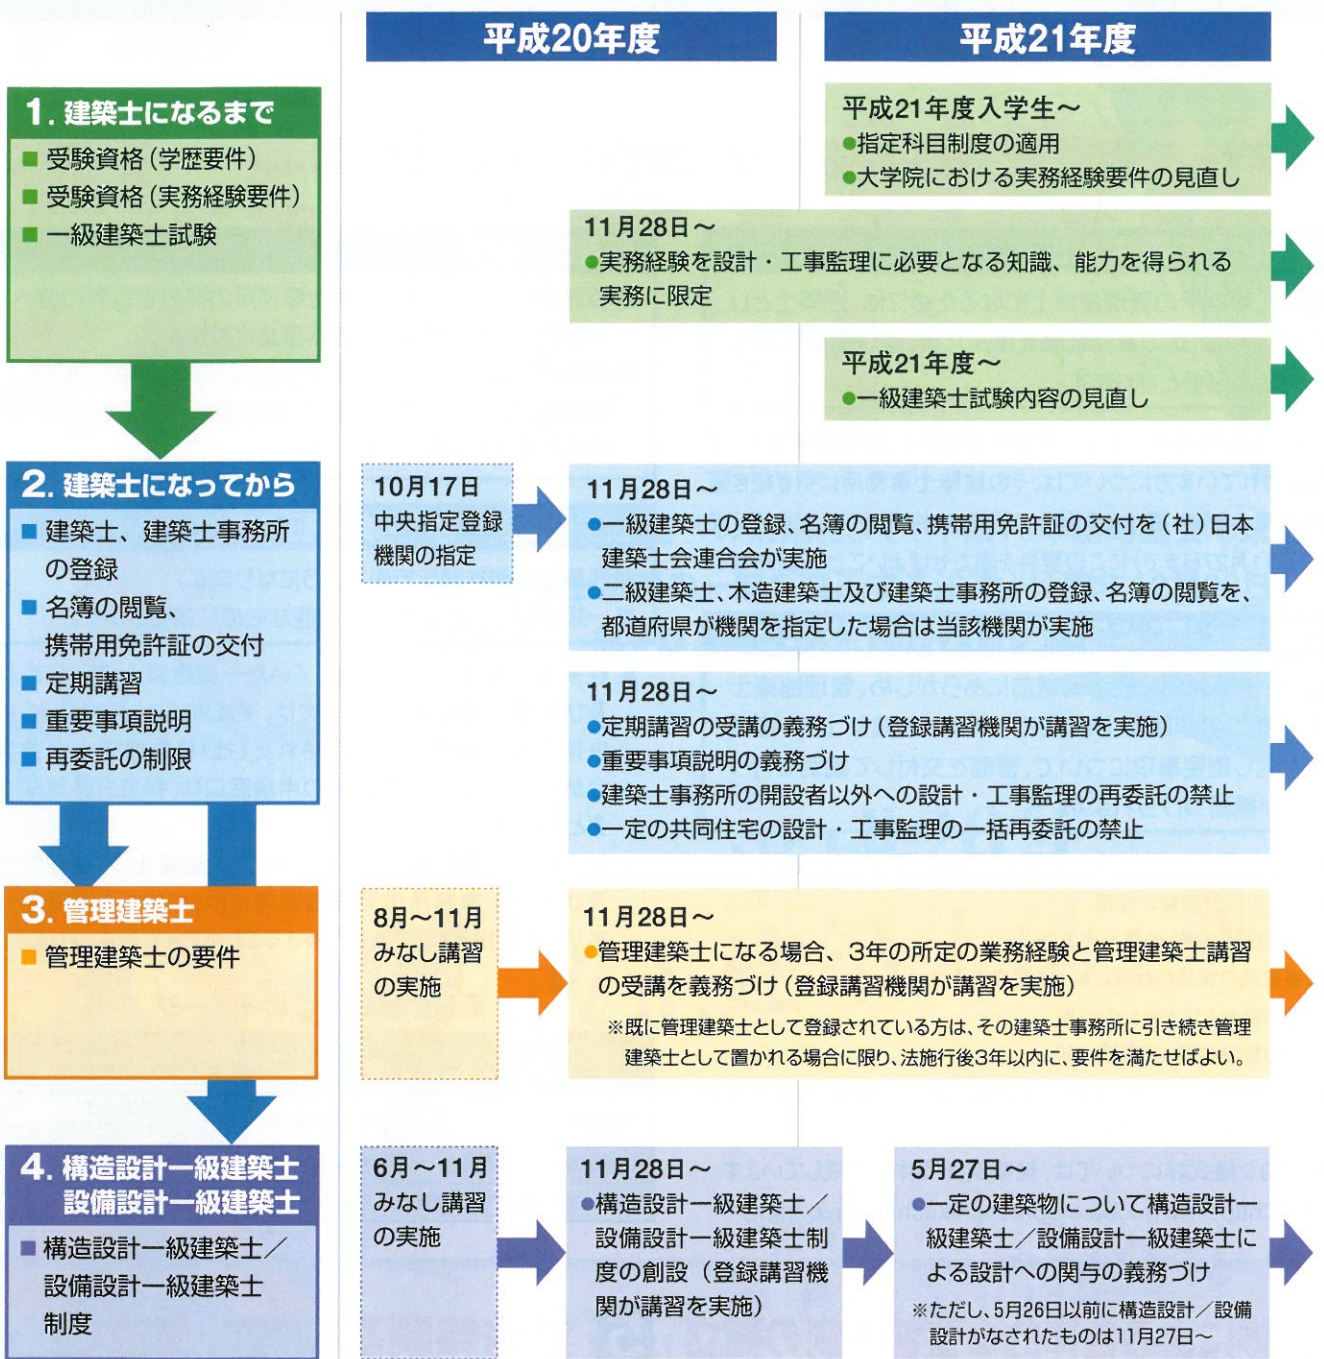 平成20年度
平成21年度
1. 建築士になるまで
■ 受験資格(学歴要件)
■ 受験資格(実務経験要件)
■ 一級建築士試験
平成21年度入学生～
●指定科目制度の適用
●大学院における実務経験要件の見直し
11月28日～
●実務経験を設計・工事監理に必要となる知識、能力を得られる
実務に限定
平成21年度～
●一級建築士試験内容の見直し
2. 建築士になってから
■ 建築士、建築士事務所
の登録
■ 名簿の閲覧、
携帯用免許証の交付
■ 定期講習
■ 重要事項説明
■ 再委託の制限
10月17日
中央指定登録
機関の指定
11月28日～
●一級建築士の登録、名簿の閲覧、携帯用免許証の交付を(社)日本
建築士会連合会が実施
●二級建築士、木造建築士及び建築士事務所の登録、名簿の閲覧を、
都道府県が機関を指定した場合は当該機関が実施
11月28日～
●定期講習の受講の義務づけ(登録講習機関が講習を実施)
●重要事項説明の義務づけ
●建築士事務所の開設者以外への設計・工事監理の再委託の禁止
●一定の共同住宅の設計・工事監理の一括再委託の禁止
3. 管理建築士
■ 管理建築士の要件
8月～11月
みなし講習
の実施
11月28日～
●管理建築士になる場合、3年の所定の業務経験と管理建築士講習
の受講を義務づけ(登録講習機関が講習を実施)
※既に管理建築士として登録されている方は、その建築士事務所に引き続き管理
建築士として置かれる場合に限り、法施行後3年以内に、要件を満たせばよい。
4. 構造設計一級建築士
設備設計一級建築士
■ 構造設計一級建築士／
設備設計一級建築士
制度
6月～11月
みなし講習
の実施
11月28日～
●構造設計一級建築士／
設備設計一級建築士制
度の創設(登録講習機
関が講習を実施)
5月27日～
●一定の建築物について構造設計一
級建築士／設備設計一級建築士に
よる設計への関与の義務づけ
※ただし、5月26日以前に構造設計／設備
設計がなされたものは11月27日～